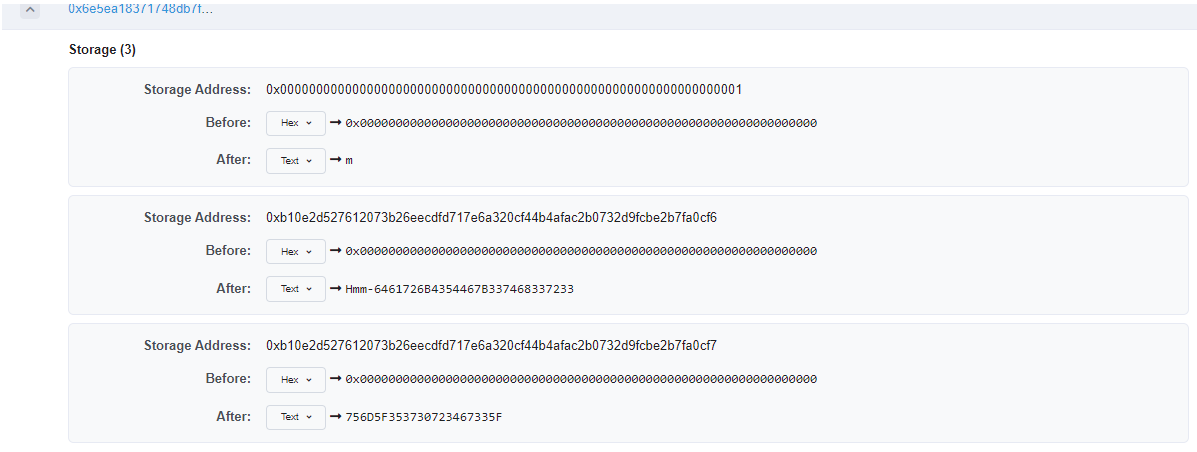 0x6e5ea18371748db7f...
Storage (3)
Storage Address: 0x0000000000000000000000000000000000000000000000000000000000000001
Before: Hex → 0x0000000000000000000000000000000000000000000000000000000000000000
After: Text → m
Storage Address: 0xb10e2d527612073b26eecdfd717e6a320cf44b4afac2b0732d9fcbe2b7fa0cf6
Before: Hex → 0x0000000000000000000000000000000000000000000000000000000000000000
After: Text → Hmm-6461726B4354467B337468337233
Storage Address: 0xb10e2d527612073b26eecdfd717e6a320cf44b4afac2b0732d9fcbe2b7fa0cf7
Before: Hex → 0x0000000000000000000000000000000000000000000000000000000000000000
After: Text → 756D5F353730723467335F